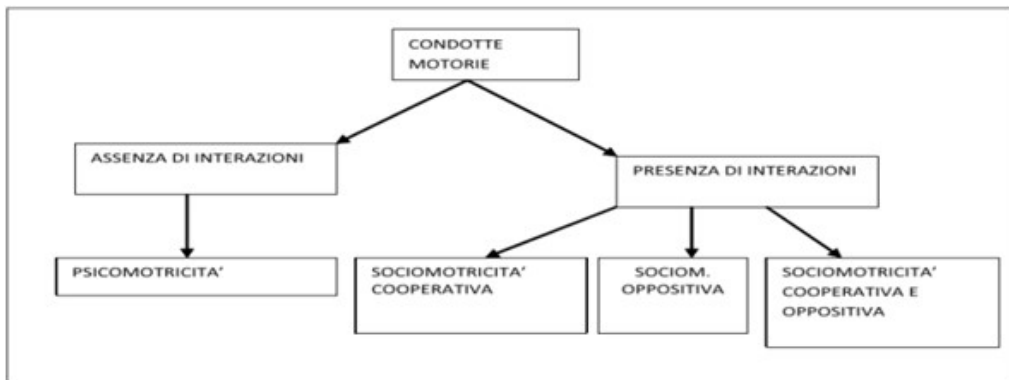 CONDOTTE
MOTORIE
ASSENZA DI INTERAZIONI
PRESENZA DI INTERAZIONI
PSICOMOTRICITA’
SOCIOMOTRICITA’
COOPERATIVA
SOCIOM.
OPPOSITIVA
SOCIOMOTRICITA’
COOPERATIVA E
OPPOSITIVA